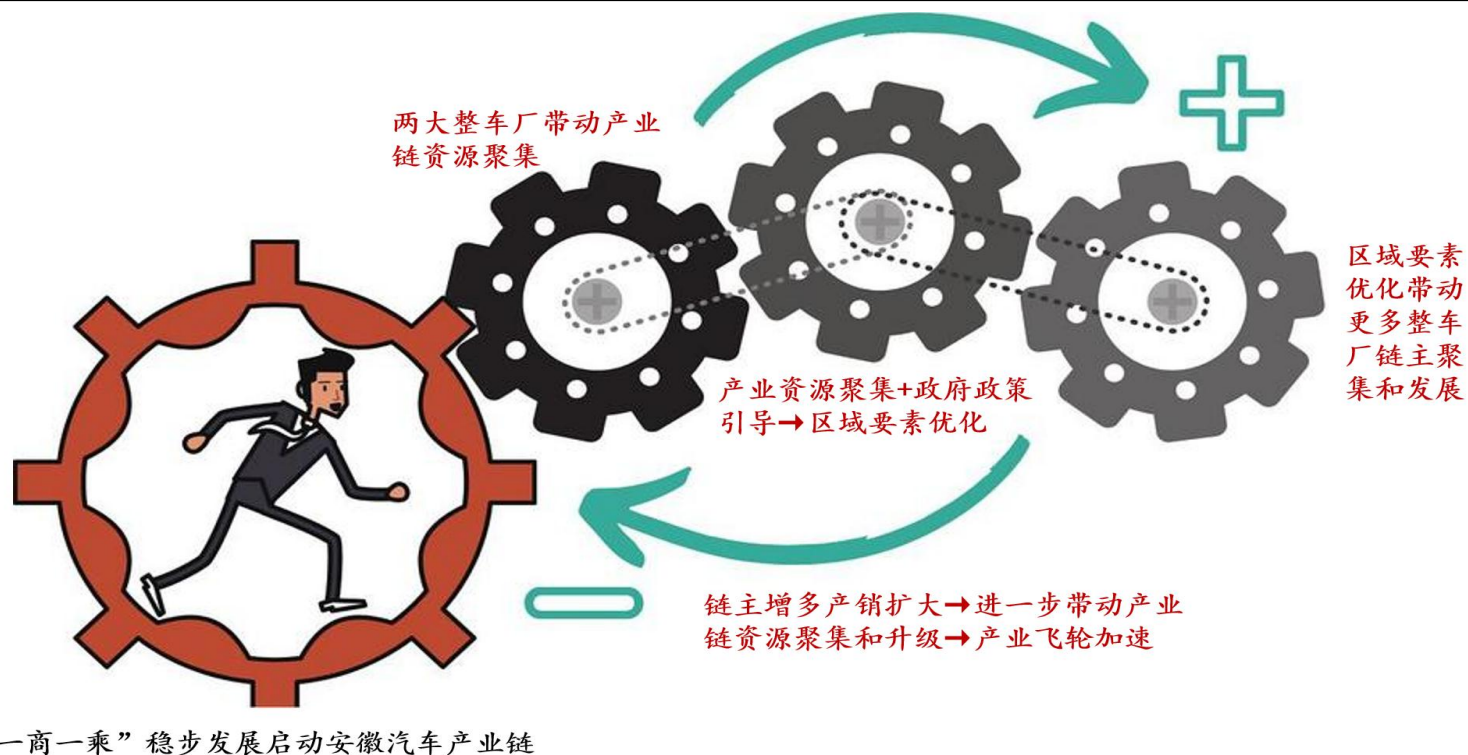 两大整车厂带动产业
链资源聚集
区域要素
优化带动
更多整车
厂链主聚
集和发展
产业资源聚集+政府政策
引导→区域要素优化
链主增多产销扩大→进一步带动产业
链资源聚集和升级→产业飞轮加速
一商一乘”稳步发展启动安徽汽车产业链